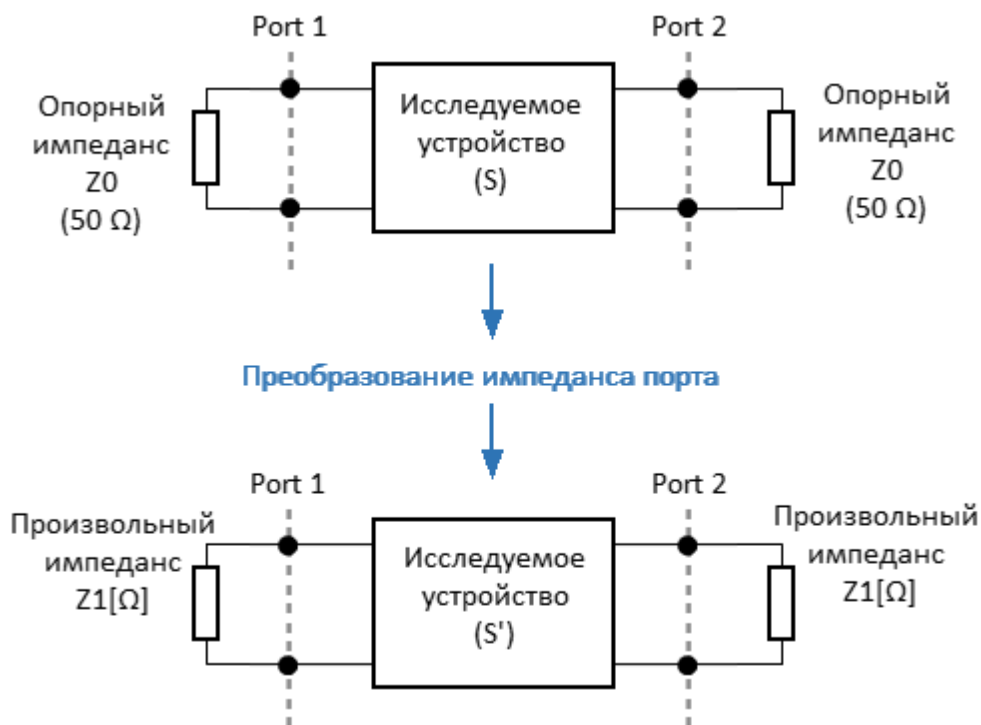 Port 1
Port 2
Опорный
импеданс
Z0
(50 Ω)
Исследуемое
устройство
(S)
Опорный
импеданс
Z0
(50 Ω)
Преобразование импеданса порта
Port 1
Port 2
Произвольный
импеданс
Z1[Ω]
Исследуемое
устройство
(S')
Произвольный
импеданс
Z1[Ω]